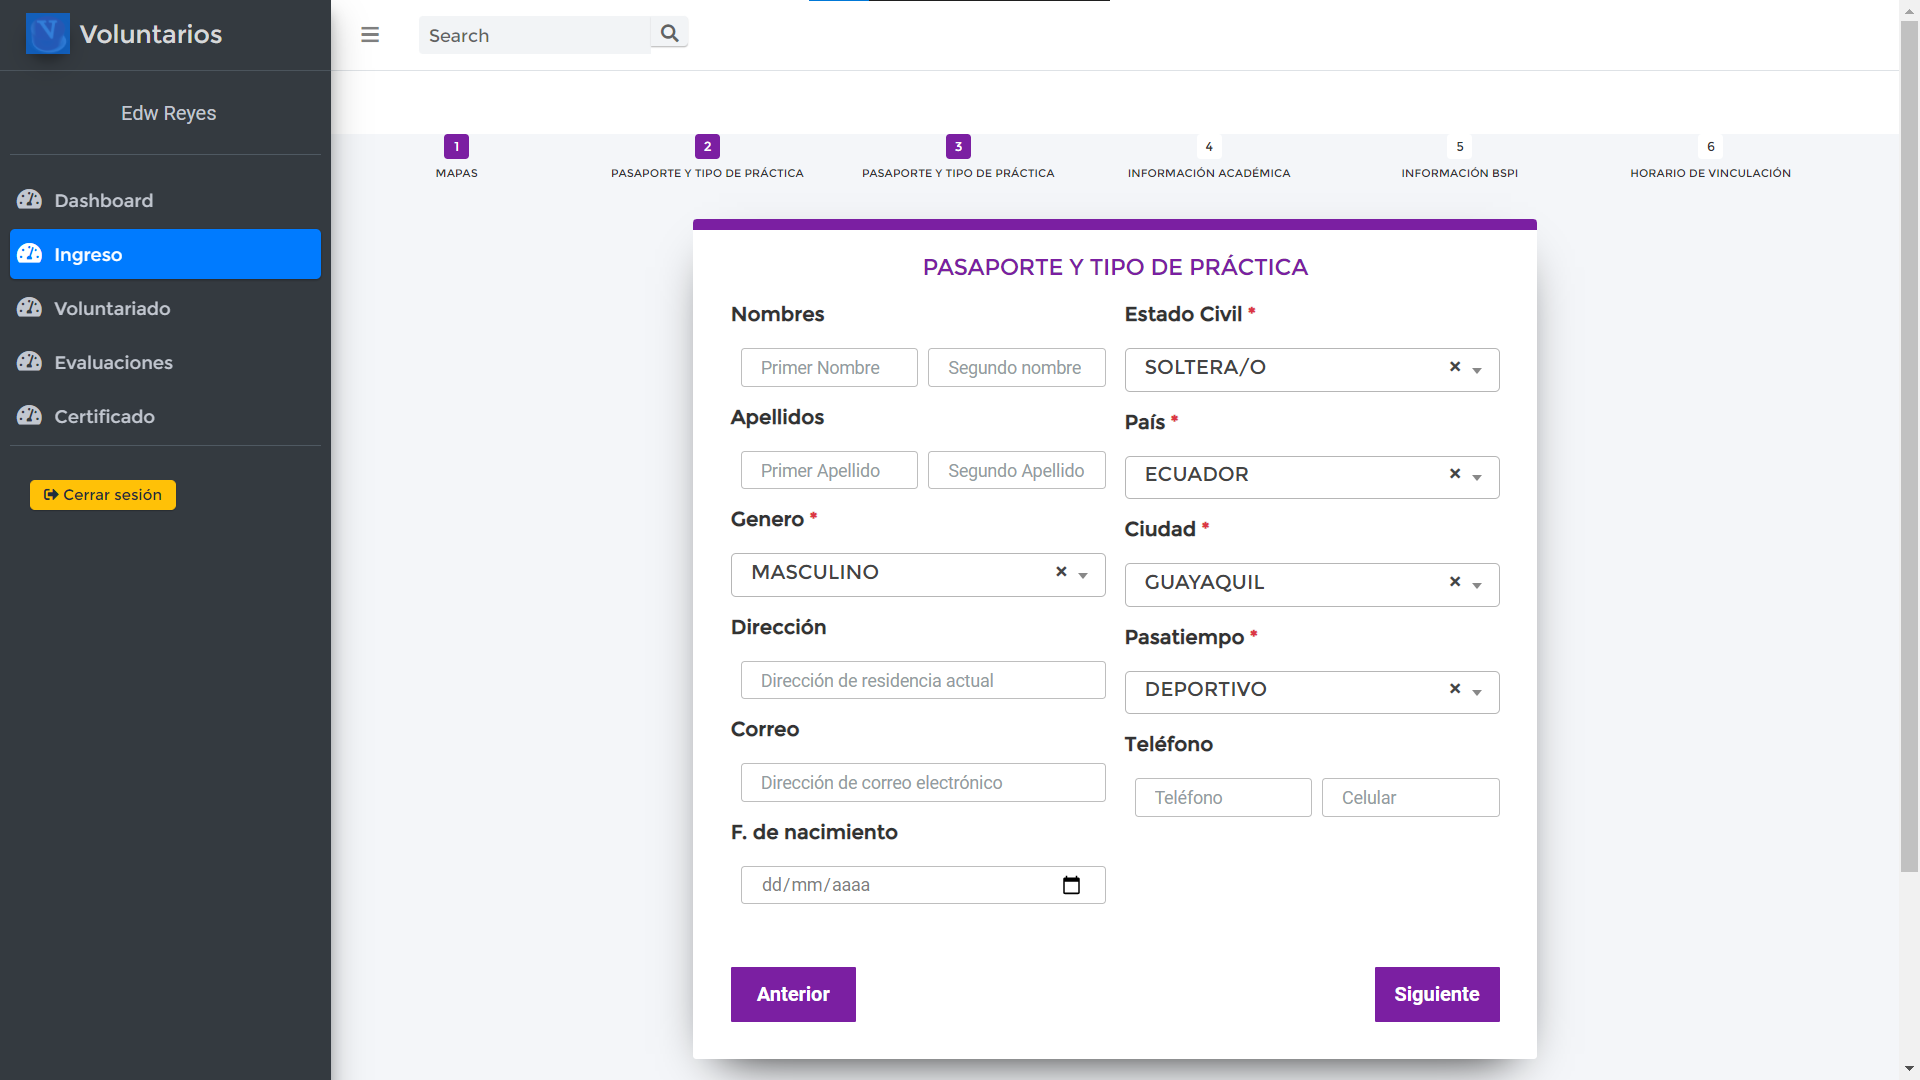 Voluntarios
Search
Edw Reyes
Dashboard
Ingreso
Voluntariado
Evaluaciones
Certificado
Cerrar sesión
1
MAPAS
2
PASAPORTE Y TIPO DE PRÁCTICA
3
PASAPORTE Y TIPO DE PRÁCTICA
4
INFORMACIÓN ACADÉMICA
5
INFORMACIÓN BSPI
6
HORARIO DE VINCULACIÓN
PASAPORTE Y TIPO DE PRÁCTICA
Nombres
Primer Nombre
Segundo nombre
Apellidos
Primer Apellido
Segundo Apellido
Genero *
MASCULINO
Dirección
Dirección de residencia actual
Correo
Dirección de correo electrónico
F. de nacimiento
dd/mm/aaaa
Estado Civil *
SOLTERA/O
País *
ECUADOR
Ciudad *
GUAYAQUIL
Pasatiempo *
DEPORTIVO
Teléfono
Teléfono
Celular
Anterior
Siguiente